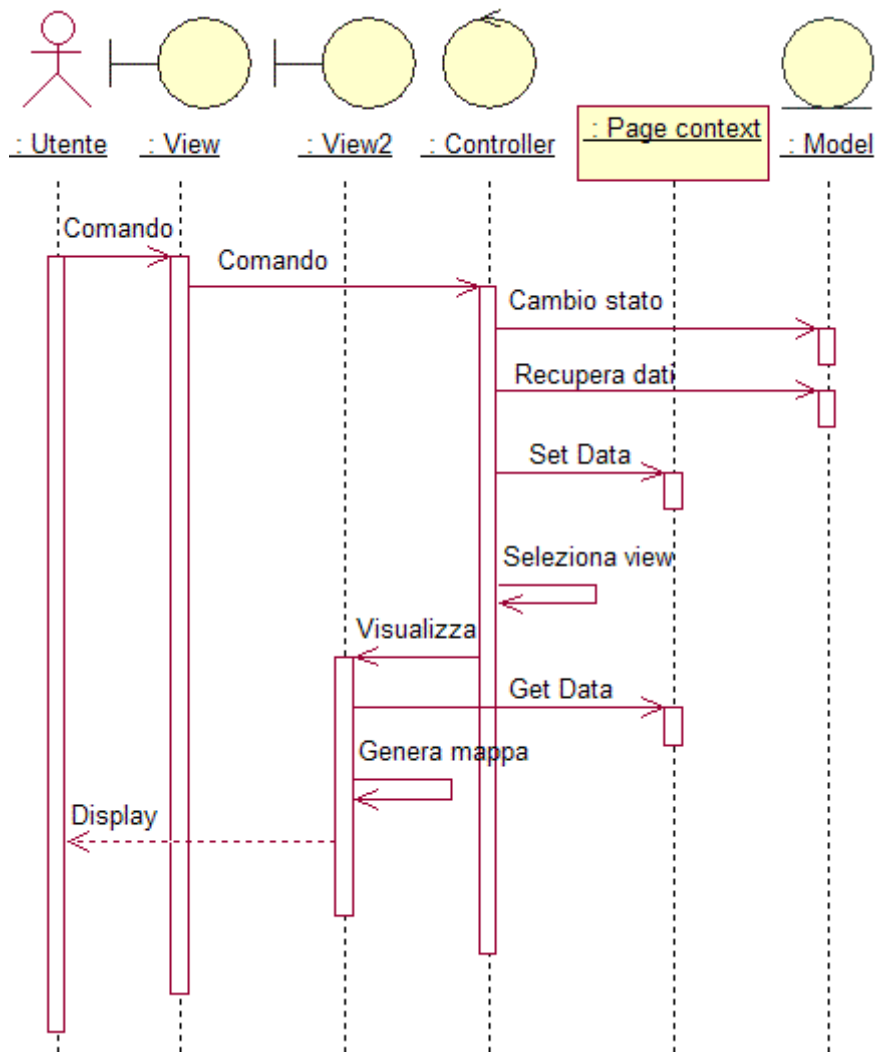 : Utente
: View
: View2
: Controller
: Page context
: Model
Comando
Comando
Cambio stato
Recupera dati
Set Data
Seleziona view
Visualizza
Get Data
Genera mappa
Display